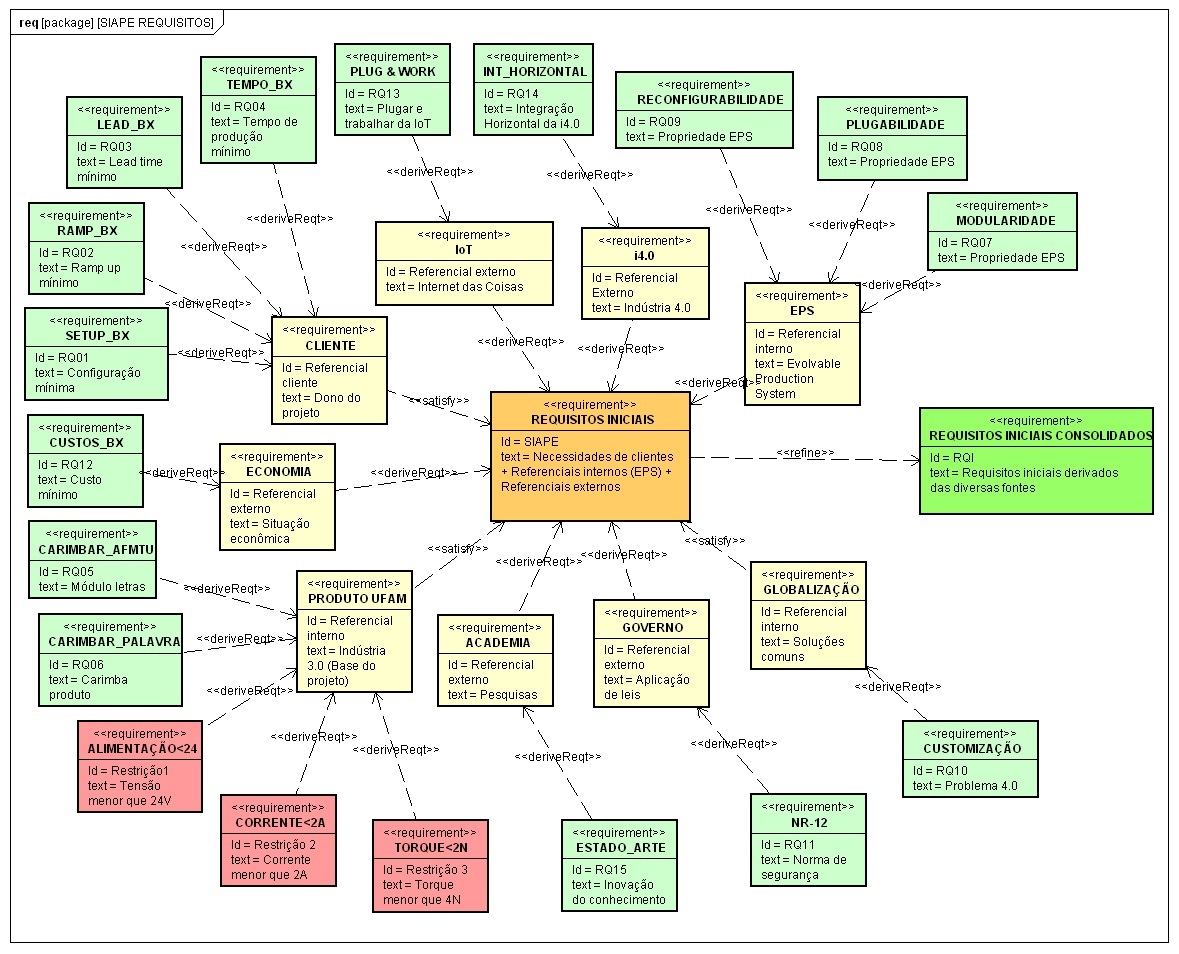 req [package] [SIAPE REQUISITOS]
<<requirement>>
PLUG & WORK
Id = RQ13
text = Plugar e
trabalhar da IoT
<<requirement>>
INT_HORIZONTAL
Id = RQ14
text = Integração
Horizontal da i4.0
<<requirement>>
TEMPO_BX
Id = RQ04
text = Tempo de
produção
mínimo
<<requirement>>
RECONFIGURABILIDADE
Id = RQ09
text = Propriedade EPS
<<requirement>>
LEAD_BX
Id = RQ03
text = Lead time
mínimo
<<requirement>>
PLUGABILIDADE
Id = RQ08
text = Propriedade EPS
<<deriveReqt>>
<<deriveReqt>>
<<requirement>>
MODULARIDADE
Id = RQ07
text = Propriedade EPS
<<requirement>>
RAMP_BX
Id = RQ02
text = Ramp up
mínimo
<<deriveReqt>>
<<deriveReqt>>
<<deriveReqt>>
<<deriveReqt>>
<<requirement>>
IoT
Id = Referencial externo
text = Internet das Coisas
<<requirement>>
i4.0
Id = Referencial
Externo
text = Indústria 4.0
<<deriveReqt>>
<<requirement>>
EPS
Id = Referencial
interno
text = Evolvable
Production
System
<<deriveReqt>>
<<requirement>>
SETUP_BX
Id = RQ01
text = Configuração
mínima
<<deriveReqt>>
<<requirement>>
CLIENTE
Id = Referencial
cliente
text = Dono do
projeto
<<deriveReqt>>
<<deriveReqt>>
<<deriveReqt>>
<<satisfy>>
<<requirement>>
REQUISITOS INICIAIS
Id = SIAPE
text = Necessidades de clientes
+ Referenciais internos (EPS) +
Referenciais externos
<<refine>>
<<requirement>>
REQUISITOS INICIAIS CONSOLIDADOS
Id = RQI
text = Requisitos iniciais derivados
das diversas fontes
<<requirement>>
CUSTOS_BX
Id = RQ12
text = Custo
mínimo
<<deriveReqt>>
<<requirement>>
ECONOMIA
Id = Referencial
externo
text = Situação
econômica
<<deriveReqt>>
<<requirement>>
CARIMBAR_AFMTU
Id = RQ05
text = Módulo letras
<<deriveReqt>>
<<satisfy>>
<<deriveReqt>>
<<deriveReqt>>
<<satisfy>>
<<requirement>>
PRODUTO UFAM
Id = Referencial
interno
text = Indústria
3.0 (Base do
projeto)
<<requirement>>
GLOBALIZAÇÃO
Id = Referencial
interno
text = Soluções
comuns
<<requirement>>
CARIMBAR_PALAVRA
Id = RQ06
text = Carimba
produto
<<deriveReqt>>
<<requirement>>
ACADEMIA
Id = Referencial
externo
text = Pesquisas
<<requirement>>
GOVERNO
Id = Referencial
externo
text = Aplicação
de leis
<<deriveReqt>>
<<deriveReqt>>
<<requirement>>
ALIMENTAÇÃO<24
Id = Restrição1
text = Tensão
menor que 24V
<<deriveReqt>>
<<deriveReqt>>
<<deriveReqt>>
<<deriveReqt>>
<<requirement>>
CUSTOMIZAÇÃO
Id = RQ10
text = Problema 4.0
<<requirement>>
CORRENTE<2A
Id = Restrição 2
text = Corrente
menor que 2A
<<requirement>>
TORQUE<2N
Id = Restrição 3
text = Torque
menor que 4N
<<requirement>>
ESTADO_ARTE
Id = RQ15
text = Inovação
do conhecimento
<<requirement>>
NR-12
Id = RQ11
text = Norma de
segurança